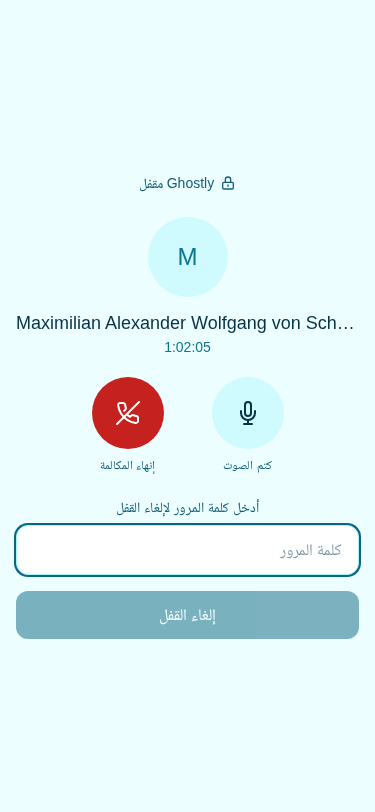 Ghostly مقفل
M
Maximilian Alexander Wolfgang von Sch…
1:02:05
كتم الصوت
إنهاء المكالمة
أدخل كلمة المرور لإلغاء القفل
كلمة المرور
إلغاء القفل